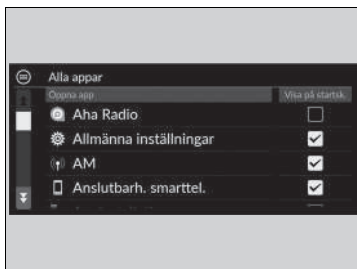 Alla appar
Öppna app Visa på startsk.
Aha Radio
Allmänna inställningar
AM
Anslutbarh. smarttel.